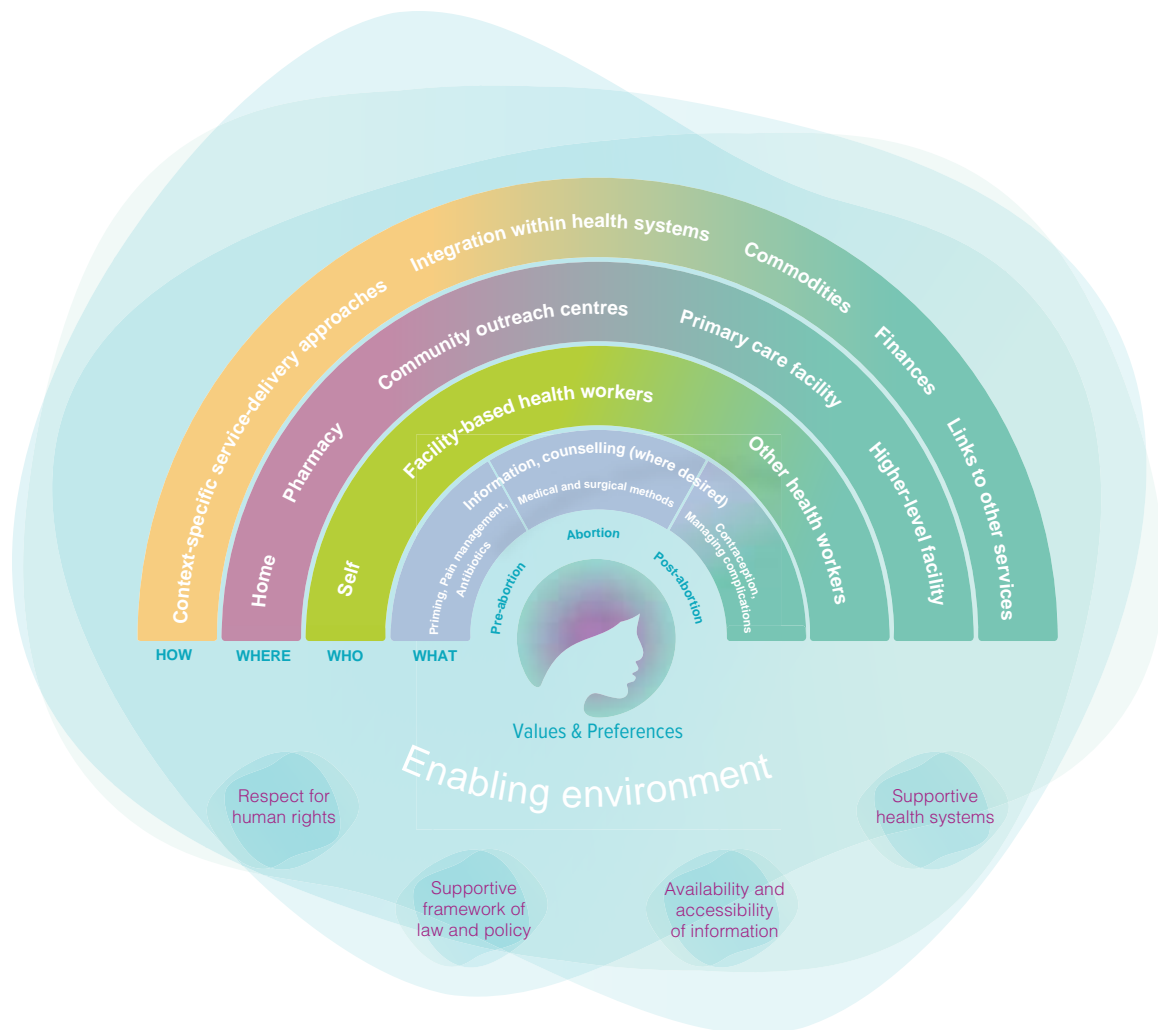 Context-specific service-delivery approaches
Integration within health systems
Commodities
Finances
Links to other services
Home
Pharmacy
Community outreach centres
Primary care facility
Higher-level facility
Self
Facility-based health workers
Other health workers
Information, counselling (where desired)
Priming, Pain management,
Antibiotics
Medical and surgical methods
Contraception,
Managing complications
Pre-abortion
Abortion
Post-abortion
HOW
WHERE
WHO
WHAT
Values & Preferences
Enabling environment
Respect for
human rights
Supportive
framework of
law and policy
Availability and
accessibility
of information
Supportive
health systems